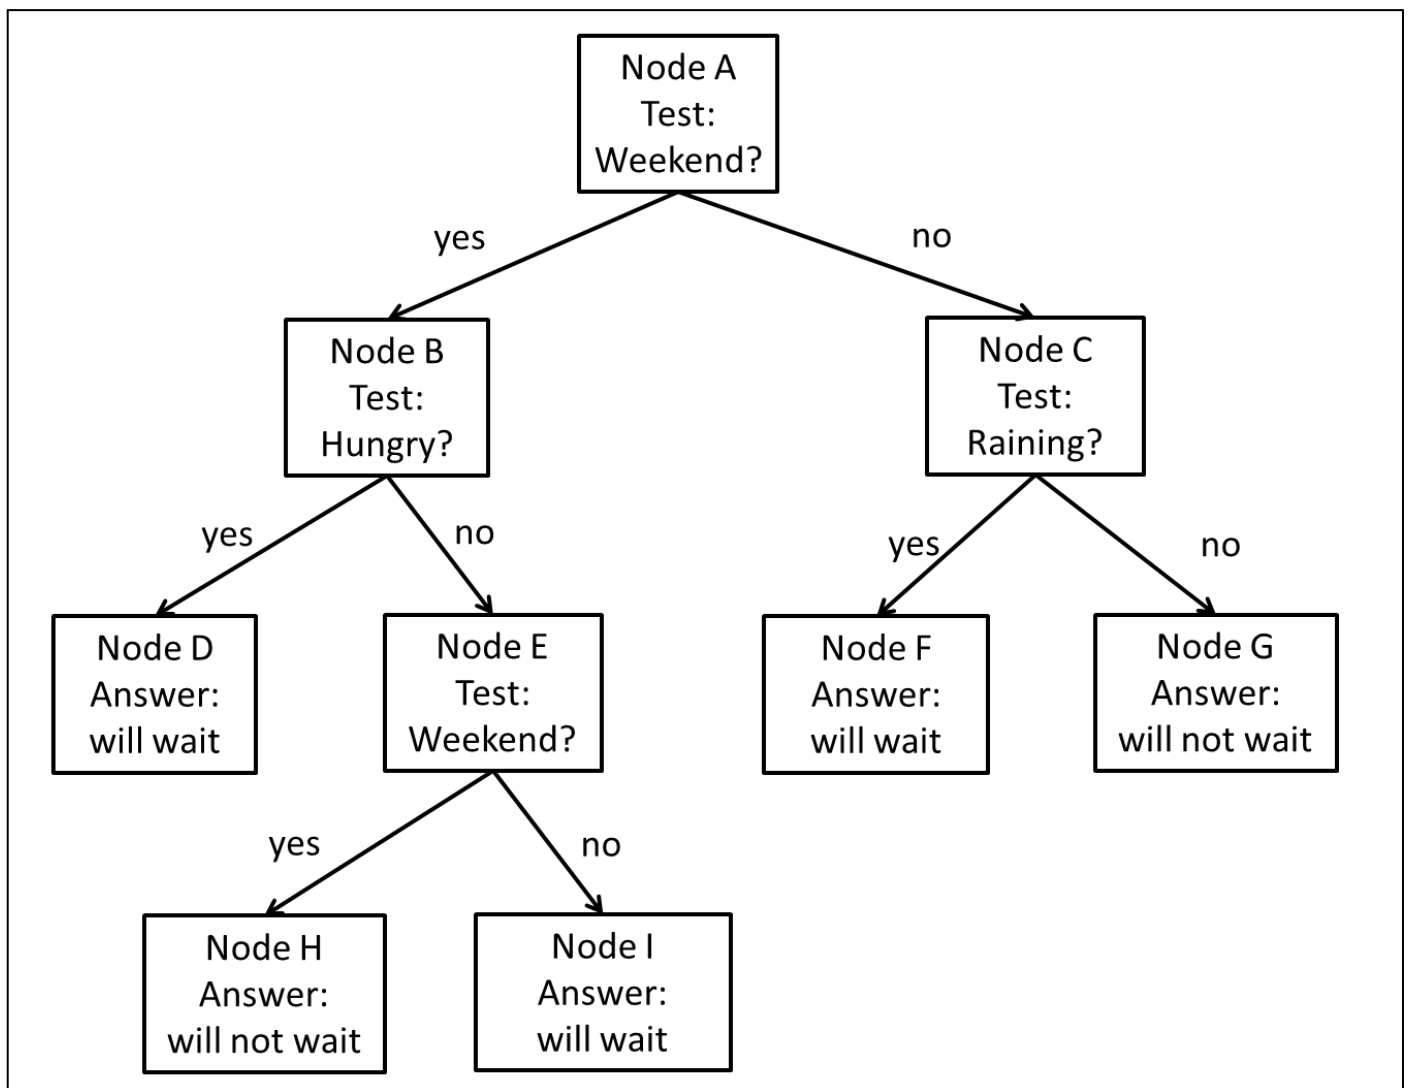 Node A
Test:
Weekend?
yes
no
Node B
Test:
Hungry?
Node C
Test:
Raining?
yes
no
yes
no
Node D
Answer:
will wait
Node E
Test:
Weekend?
Node F
Answer:
will wait
Node G
Answer:
will not wait
yes
no
Node H
Answer:
will not wait
Node I
Answer:
will wait